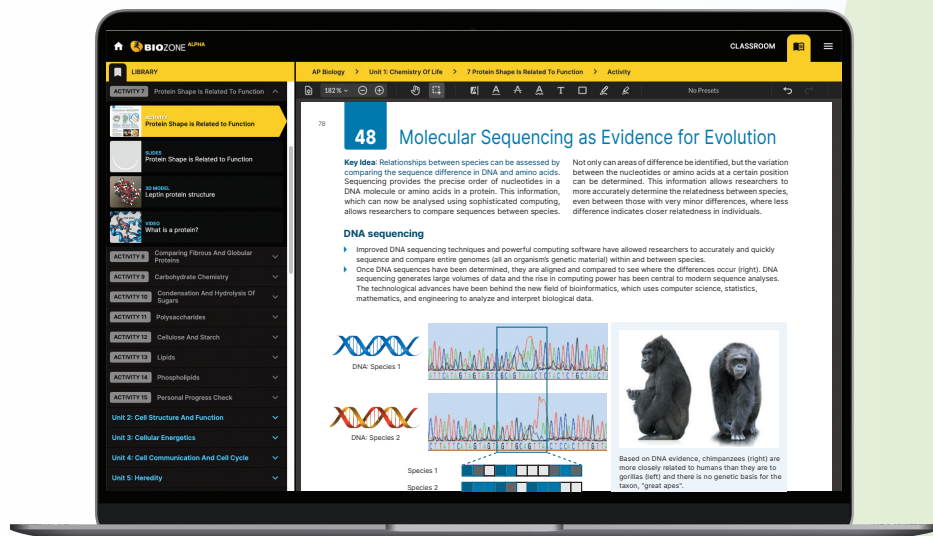 BIOZONE ALPHA
CLASSROOM
LIBRARY
AP Biology > Unit 1: Chemistry Of Life > 7 Protein Shape Is Related To Function > Activity
ACTIVITY 7 Protein Shape Is Related To Function
182%
T
No Presets
ACTIVITY
Protein Shape is Related to Function
SLIDES
Protein Shape is Related to Function
3D MODEL
Leptin protein structure
VIDEO
What is a protein?
ACTIVITY 8 Comparing Fibrous And Globular
Proteins
ACTIVITY 9 Carbohydrate Chemistry
ACTIVITY 10 Condensation And Hydrolysis Of
Sugars
ACTIVITY 11 Polysaccharides
ACTIVITY 12 Cellulose And Starch
ACTIVITY 13 Lipids
ACTIVITY 14 Phospholipids
ACTIVITY 15 Personal Progress Check
Unit 2: Cell Structure And Function
Unit 3: Cellular Energetics
Unit 4: Cell Communication And Cell Cycle
Unit 5: Heredity
78
48 Molecular Sequencing as Evidence for Evolution
Key Idea: Relationships between species can be assessed by
comparing the sequence difference in DNA and amino acids.
Sequencing provides the precise order of nucleotides in a
DNA molecule or amino acids in a protein. This information,
which can now be analysed using sophisticated computing,
allows researchers to compare sequences between species.
Not only can areas of difference be identified, but the variation
between the nucleotides or amino acids at a certain position
can be determined. This information allows researchers to
more accurately determine the relatedness between species,
even between those with very minor differences, where less
difference indicates closer relatedness in individuals.
DNA sequencing
Improved DNA sequencing techniques and powerful computing software have allowed researchers to accurately and quickly
sequence and compare entire genomes (all an organism's genetic material) within and between species.
Once DNA sequences have been determined, they are aligned and compared to see where the differences occur (right). DNA
sequencing generates large volumes of data and the rise in computing power has been central to modern sequence analyses.
The technological advances have been behind the new field of bioinformatics, which uses computer science, statistics,
mathematics, and engineering to analyze and interpret biological data.
DNA: Species 1
DNA: Species 2
Species 1
Species 2
Based on DNA evidence, chimpanzees (right) are
more closely related to humans than they are to
gorillas (left) and there is no genetic basis for the
taxon, "great apes".